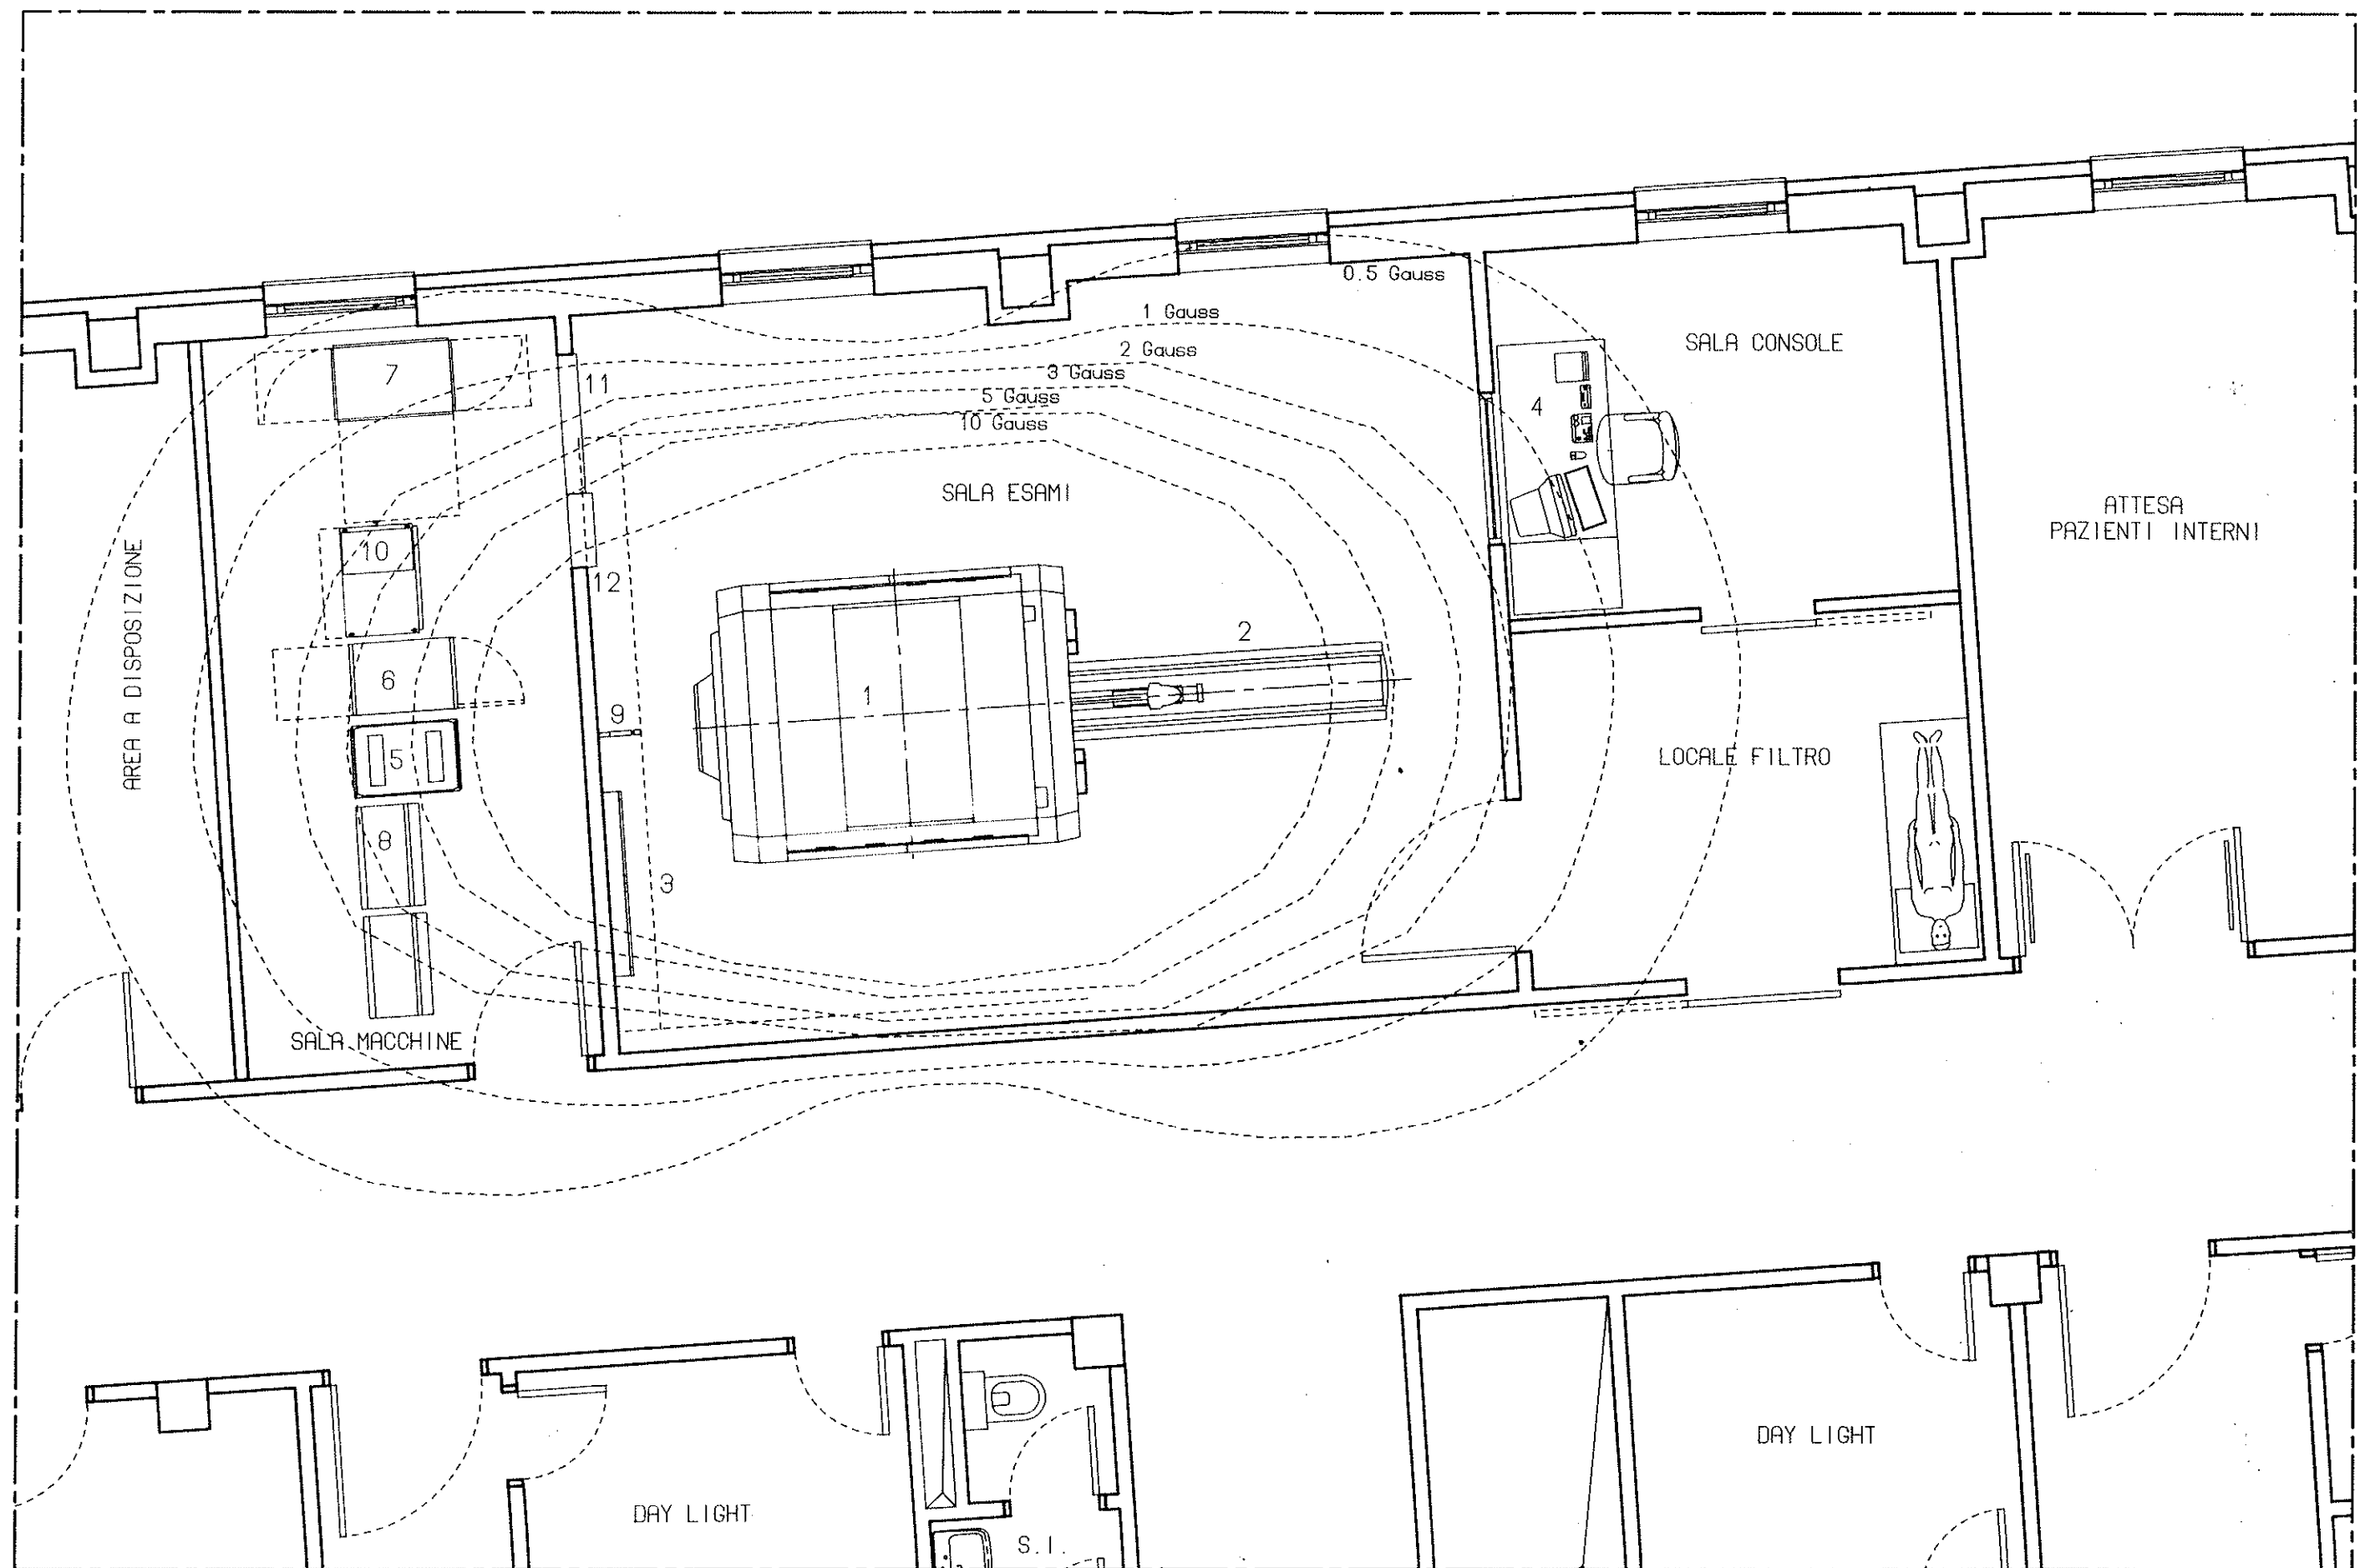 0.5 Gauss
1 Gauss
2 Gauss
3 Gauss
5 Gauss
10 Gauss
SALA CONSOLE
7
11
4
SALA ESAMI
ATTESA
PAZIENTI INTERNI
10
12
AREA A DISPOSIZIONE
2
6
1
9
5
LOCALE FILTRO
8
3
SALA MACCHINE
DAY LIGHT
DAY LIGHT
S.I.